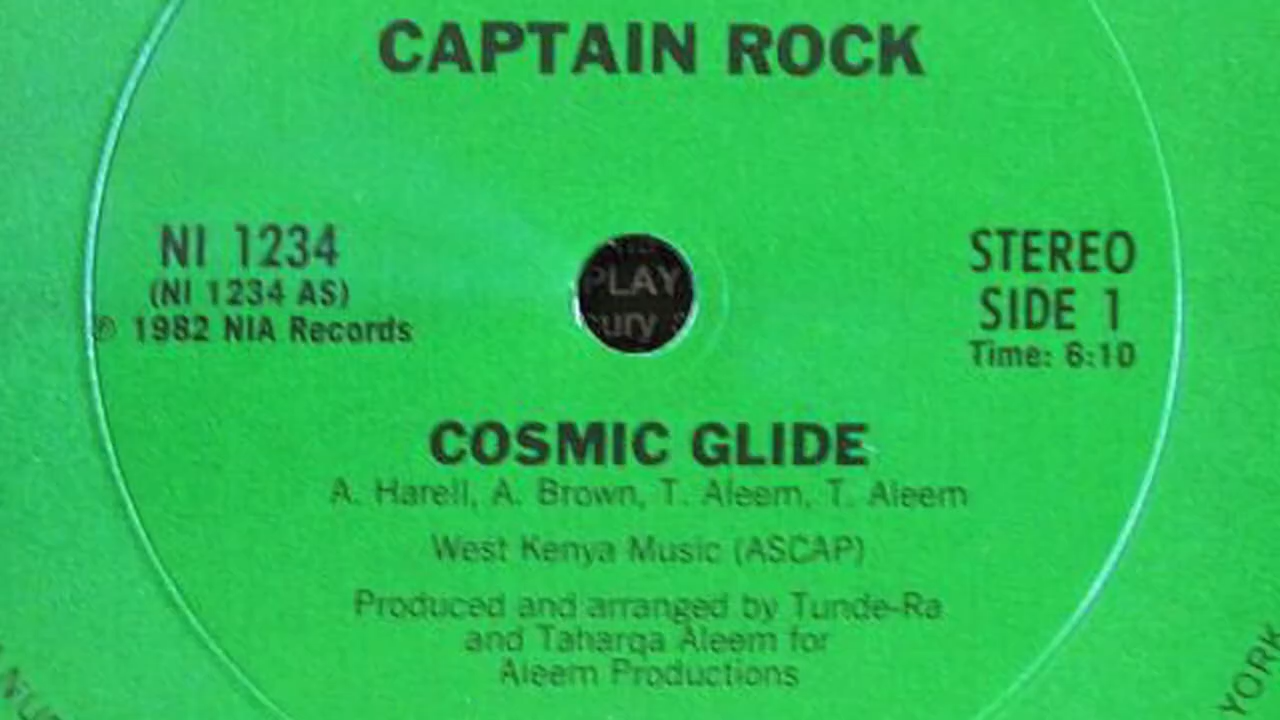 CAPTAIN ROCK
NI 1234
(NI 1234 AS)
℗ 1982 NIA Records
PLAY
STEREO
SIDE 1
Time: 6:10
COSMIC GLIDE
A. Harell, A. Brown, T. Aleem, T. Aleem
West Kenya Music (ASCAP)
Produced and arranged by Tunde-Ra
and Taharqa Aleem for
Aleem Productions
YORK